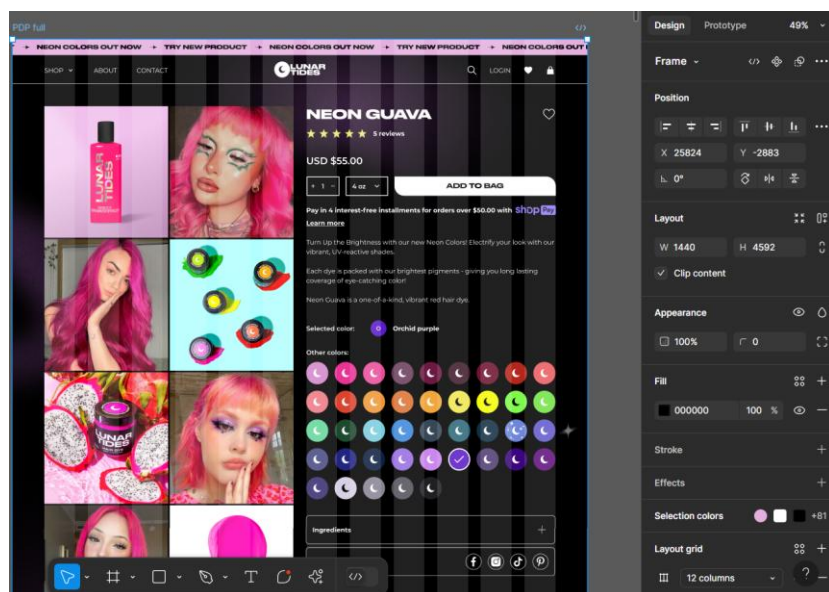 PDP full
NEON COLORS OUT NOW + TRY NEW PRODUCT + NEON COLORS OUT NOW + TRY NEW PRODUCT + NEON COLORS OUT
SHOP ABOUT CONTACT
LUNAR
TIDES
LOGIN
LUNAR
TIDES
NEON GUAVA
5 reviews
USD $55.00
+ 1 -
4 oz
ADD TO BAG
Pay in 4 interest-free installments for orders over $50.00 with shop Pay
Learn more
Turn Up the Brightness with our new Neon Colors! Electrify your look with our
vibrant, UV-reactive shades.
Each dye is packed with our brightest pigments - giving you long lasting
coverage of eye-catching color!
Neon Guava is a one-of-a-kind, vibrant red hair dye.
Selected color:
Orchid purple
Other colors:
LUNAR
TIDES
Ingredients
Design
Prototype
49%
Frame
Position
X 25824
Y -2883
0°
Layout
W 1440
H 4592
Clip content
Appearance
100%
0
Fill
000000
100 %
Stroke
Effects
Selection colors
+81
Layout grid
12 columns
?